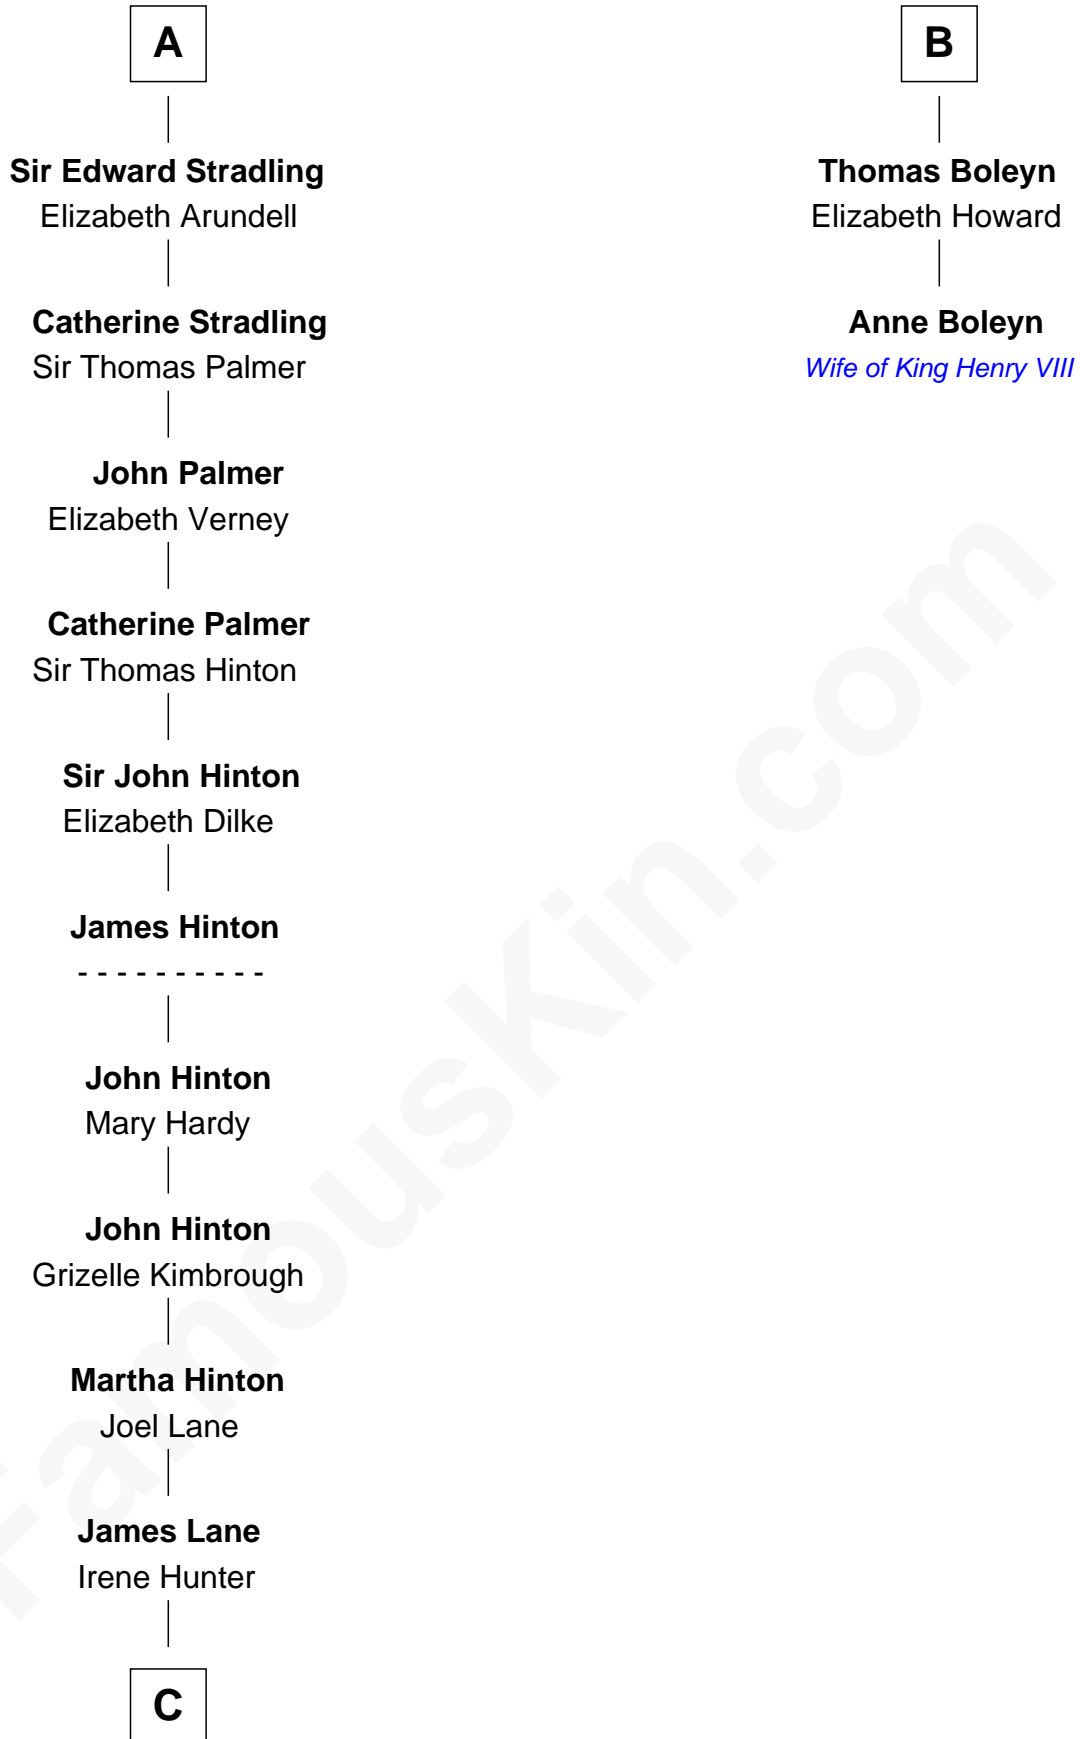 A
Sir Edward Stradling
Elizabeth Arundell
Catherine Stradling
Sir Thomas Palmer
John Palmer
Elizabeth Verney
Catherine Palmer
Sir Thomas Hinton
Sir John Hinton
Elizabeth Dilke
James Hinton
- - - - - - - - - -
John Hinton
Mary Hardy
John Hinton
Grizelle Kimbrough
Martha Hinton
Joel Lane
James Lane
Irene Hunter
C
B
Thomas Boleyn
Elizabeth Howard
Anne Boleyn
Wife of King Henry VIII
FamousKin.com